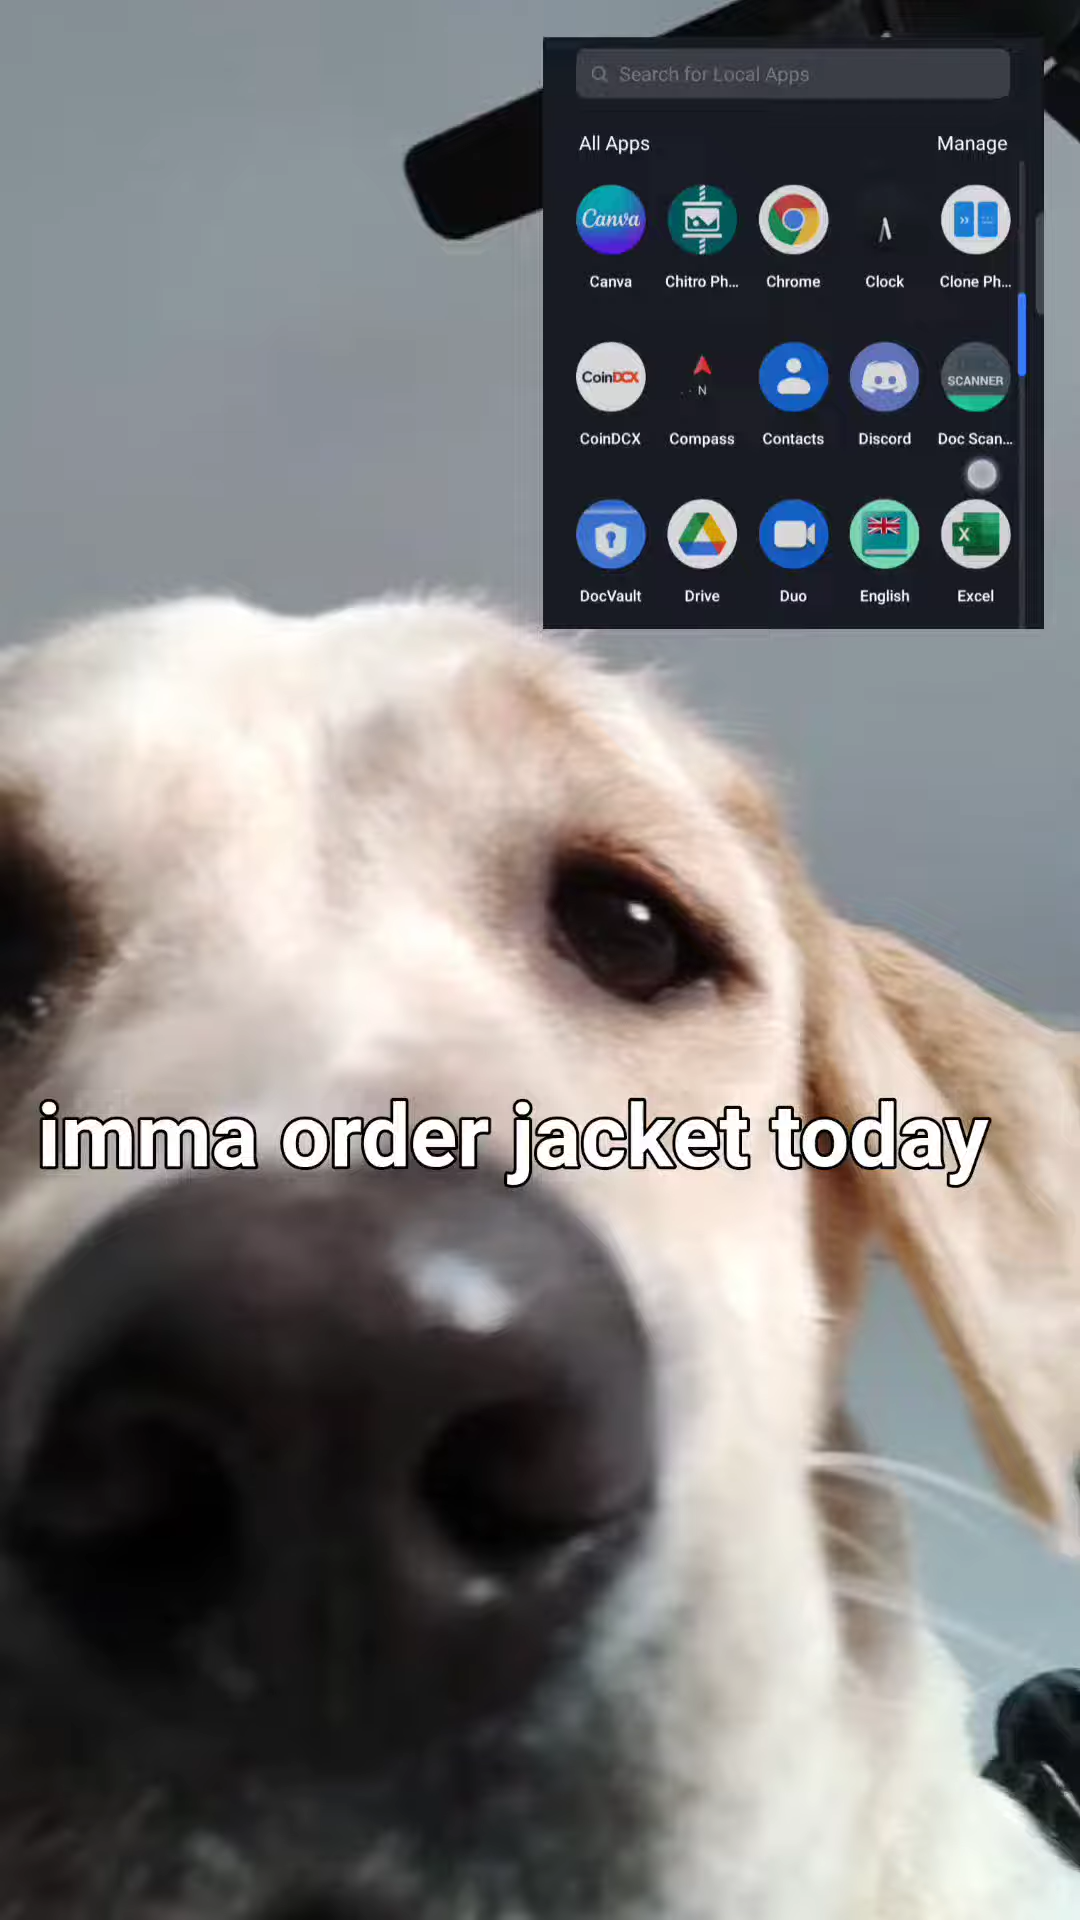 Search for Local Apps
All Apps Manage
Canva
Canva Chitro Ph... Chrome Clock Clone Ph...
CoinDCX N SCANNER
CoinDCX Compass Contacts Discord Doc Scan...
X
DocVault Drive Duo English Excel
imma order jacket today